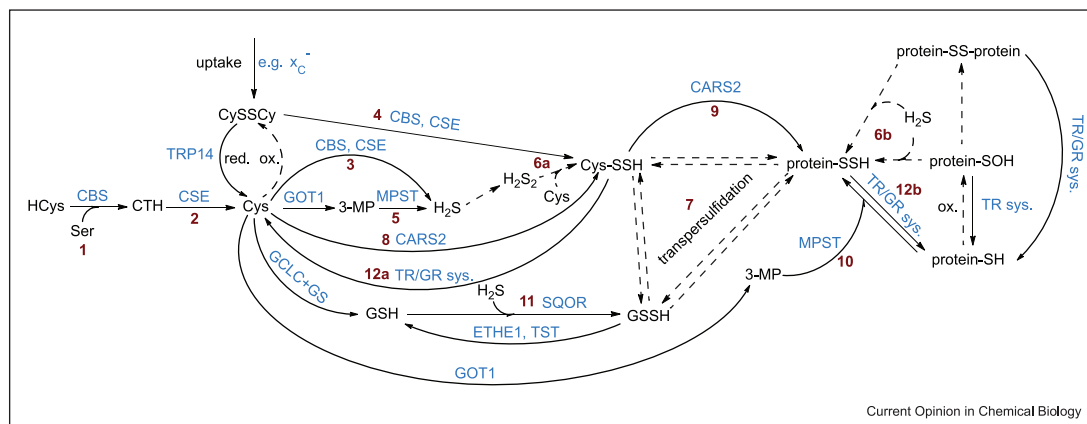 uptake e.g. x_C^-
CySSCy
TRP14 red. ox.
4 CBS, CSE
CBS, CSE
3
HCys CBS CTH CSE Cys GOT1 3-MP MPST H2S
Ser
1
2
5
6a
H2S2
Cys
Cys-SSH
8 CARS2
12a TR/GR sys.
GCLC+GS
GSH
H2S
11 SQOR
GSSH
ETHE1, TST
GOT1
CARS2
9
7
transpersulfidation
protein-SSH
3-MP
MPST
10
protein-SS-protein
H2S
6b
protein-SOH
12b
TR/GR sys.
ox.
TR sys.
protein-SH
TR/GR sys.
Current Opinion in Chemical Biology